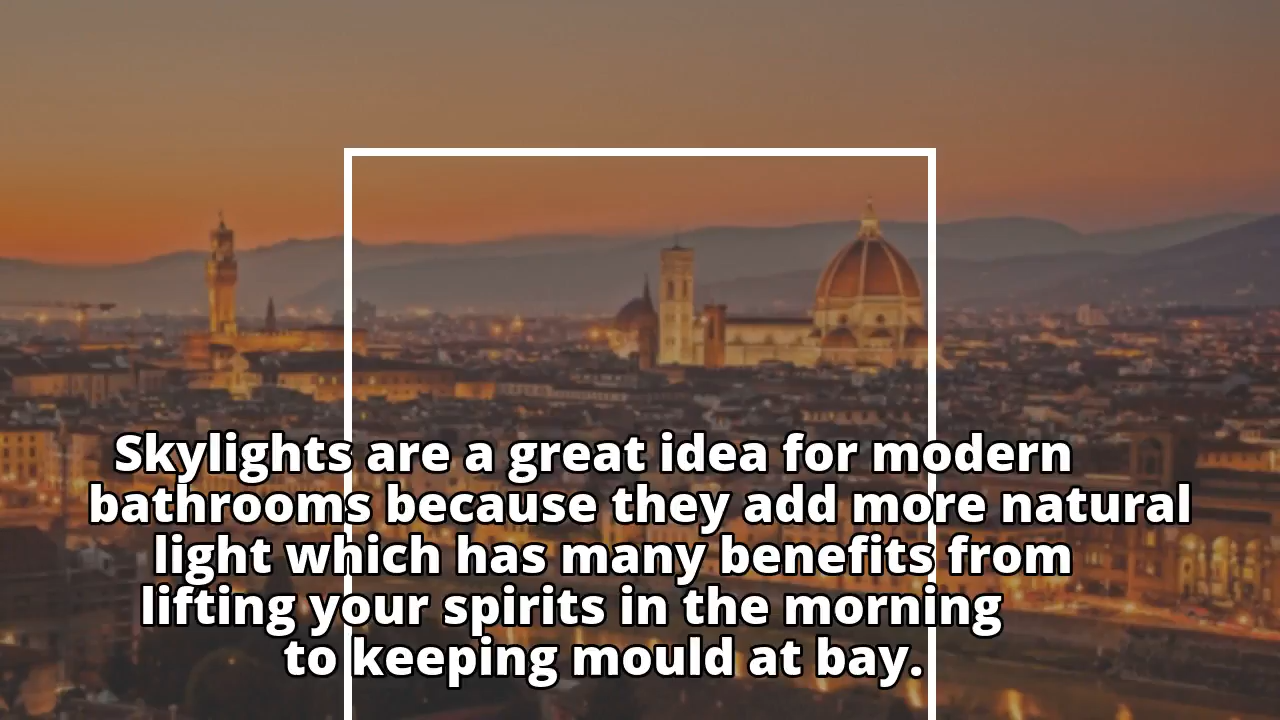 Skylights are a great idea for modern
bathrooms because they add more natural
light which has many benefits from
lifting your spirits in the morning
to keeping mould at bay.